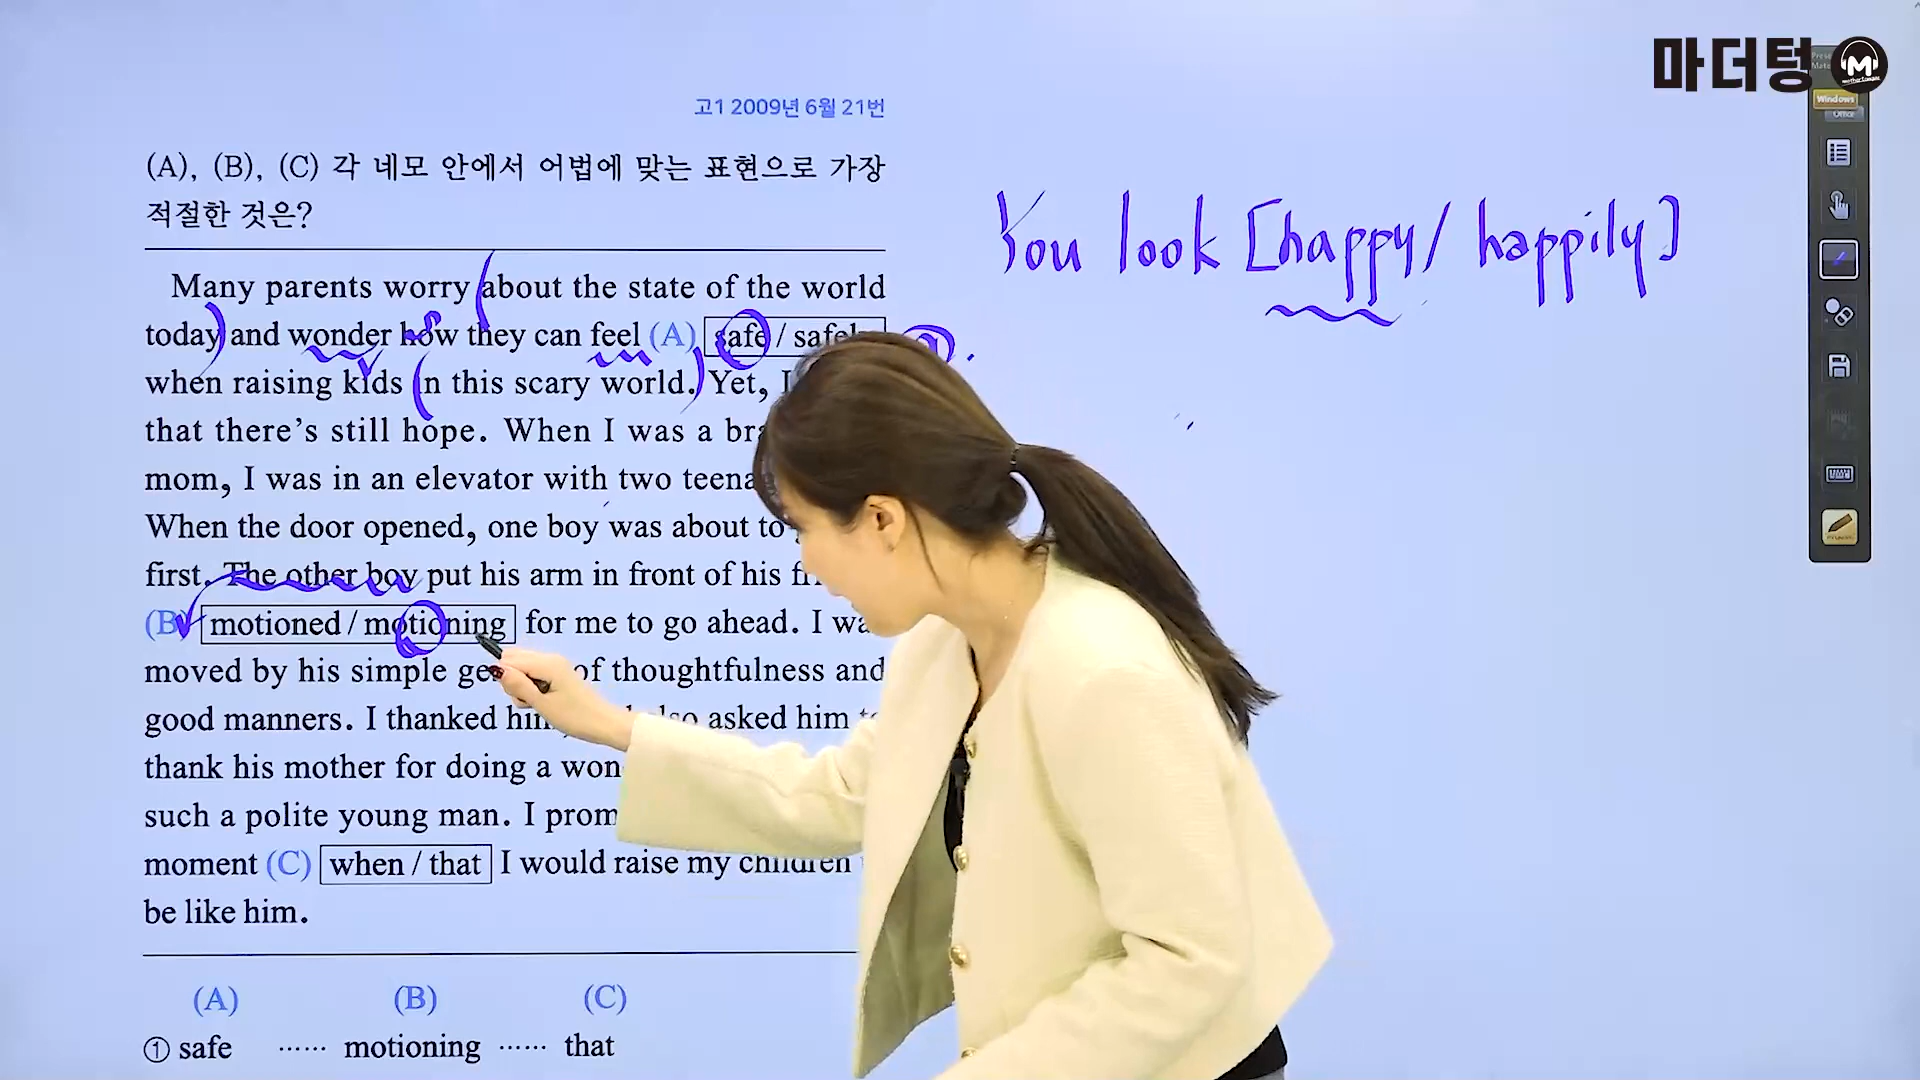 마더텅
고1 2009년 6월 21번
(A), (B), (C) 각 네모 안에서 어법에 맞는 표현으로 가장
적절한 것은?
You look [happy / happily]
Many parents worry about the state of the world
today and wonder how they can feel (A) safe /
when raising kids in this scary world. Yet, I
that there's still hope. When I was a
mom, I was in an elevator with two
When the door opened, one boy was about to
first. The other boy put his arm in front of his
(B) motioned / motioning for me to go ahead. I
moved by his simple of thoughtfulness and
good manners. I thanked asked him
thank his mother for doing a
such a polite young man. I
moment (C) when / that I would raise my children
be like him.
(A) (B) (C)
① safe ...... motioning ...... that
Windows